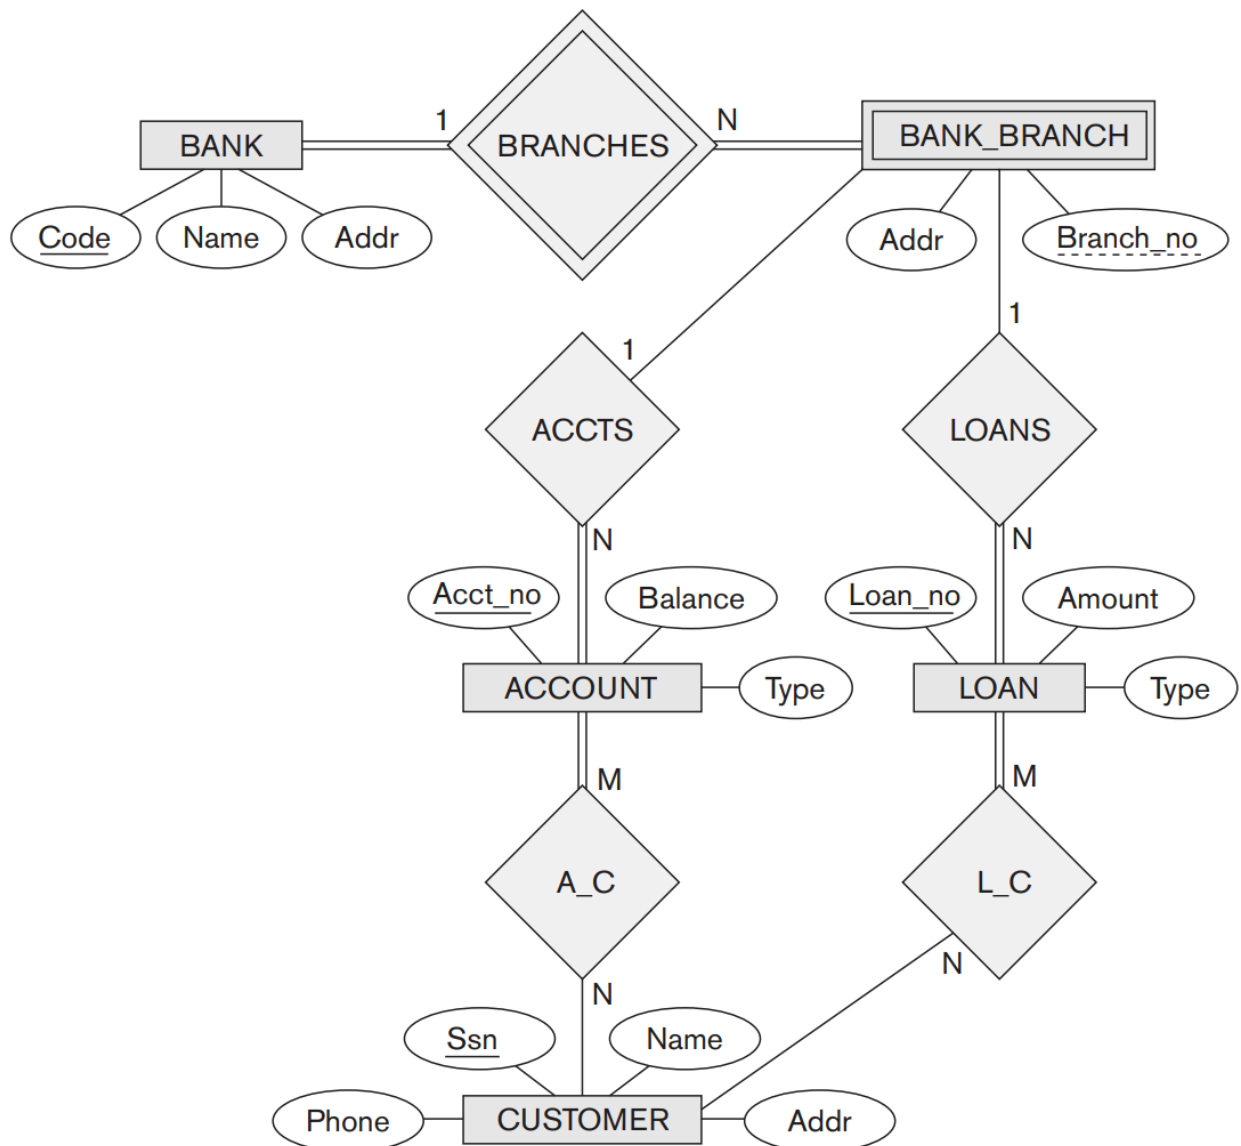 1
N
BANK
BRANCHES
BANK_BRANCH
Code
Name
Addr
Addr
Branch_no
1
1
ACCTS
LOANS
N
N
Acct_no
Balance
Loan_no
Amount
ACCOUNT
Type
LOAN
Type
M
M
A_C
L_C
N
N
Ssn
Name
Phone
CUSTOMER
Addr